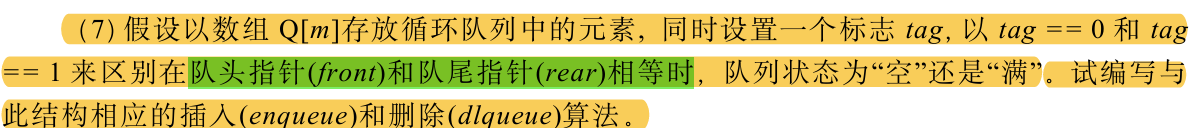 (7) 假设以数组 Q[m]存放循环队列中的元素, 同时设置一个标志 tag, 以 tag == 0 和 tag
== 1 来区别在队头指针(front)和队尾指针(rear)相等时, 队列状态为“空”还是“满”。试编写与
此结构相应的插入(enqueue)和删除(dlqueue)算法。